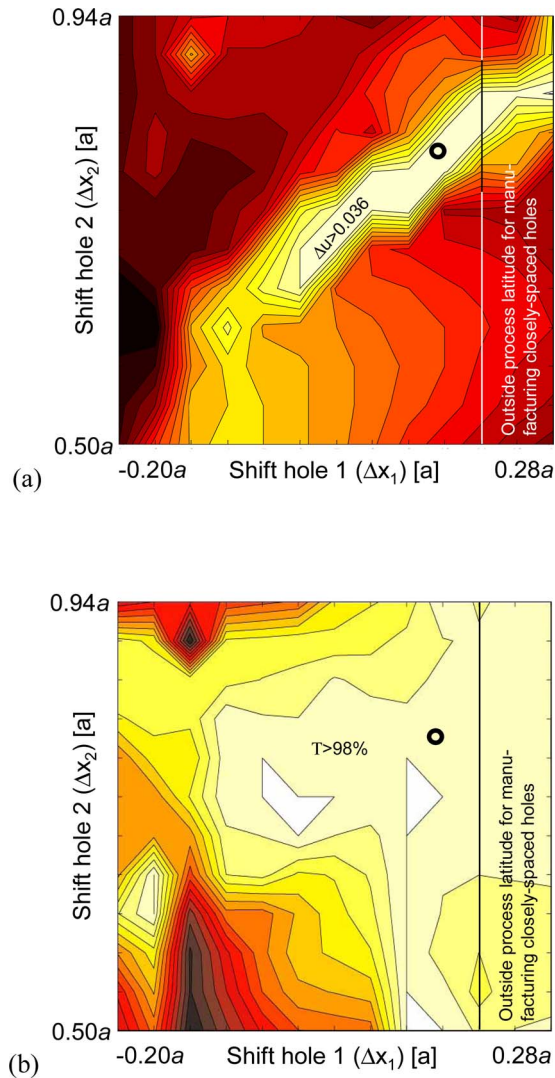 0.94a
Shift hole 2 (Δx₂) [a]
Δu>0.036
Outside process latitude for manu-
facturing closely-spaced holes
0.50a
-0.20a
Shift hole 1 (Δx₁) [a]
0.28a
(a)
0.94a
Shift hole 2 (Δx₂) [a]
T>98%
Outside process latitude for manu-
facturing closely-spaced holes
0.50a
-0.20a
Shift hole 1 (Δx₁) [a]
0.28a
(b)